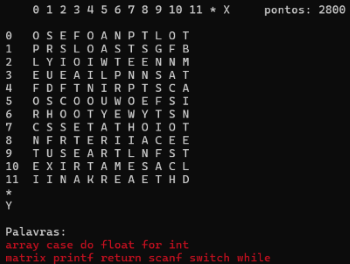 0 1 2 3 4 5 6 7 8 9 10 11 * X pontos: 2800
0 O S E F O A N P T L O T
1 P R S L O A S T S G F B
2 L Y I O I W T E E N N M
3 E U E A I L P N N S A T
4 F D F T N I R P T S C A
5 O S C O O U W O E F S I
6 R H O O T Y E W Y T S N
7 C S S E T A T H O I O T
8 N F R T E R I I A C E E
9 T U S E A R T L N F S T
10 E X I R T A M E S A C L
11 I I N A K R E A E T H D
*
Y
Palavras:
array case do float for int
matrix printf return scanf switch while